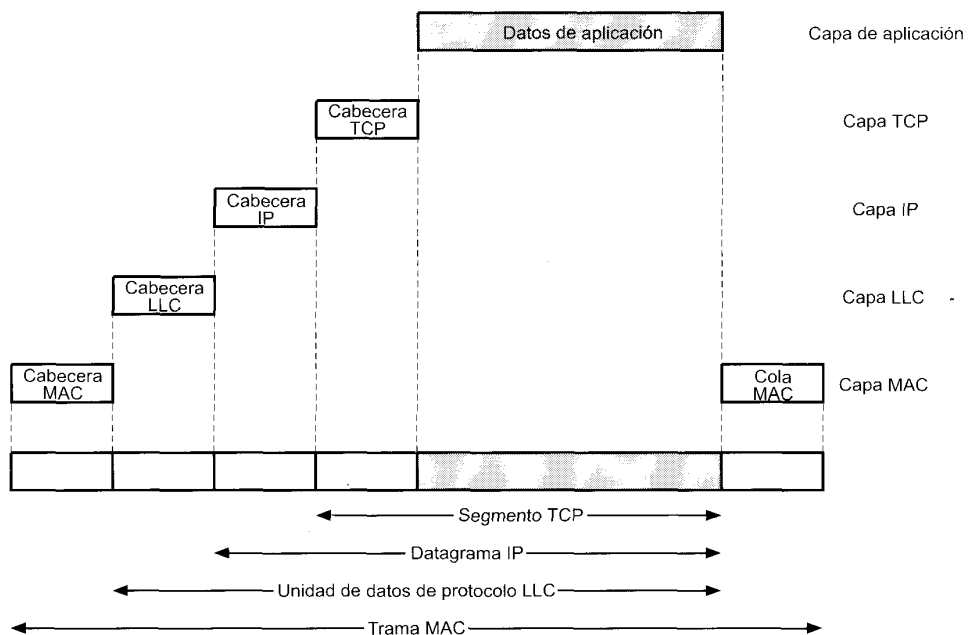 Datos de aplicación
Capa de aplicación
Cabecera
TCP
Capa TCP
Cabecera
IP
Capa IP
Cabecera
LLC
Capa LLC
Cabecera
MAC
Cola
MAC
Capa MAC
Segmento TCP
Datagrama IP
Unidad de datos de protocolo LLC
Trama MAC